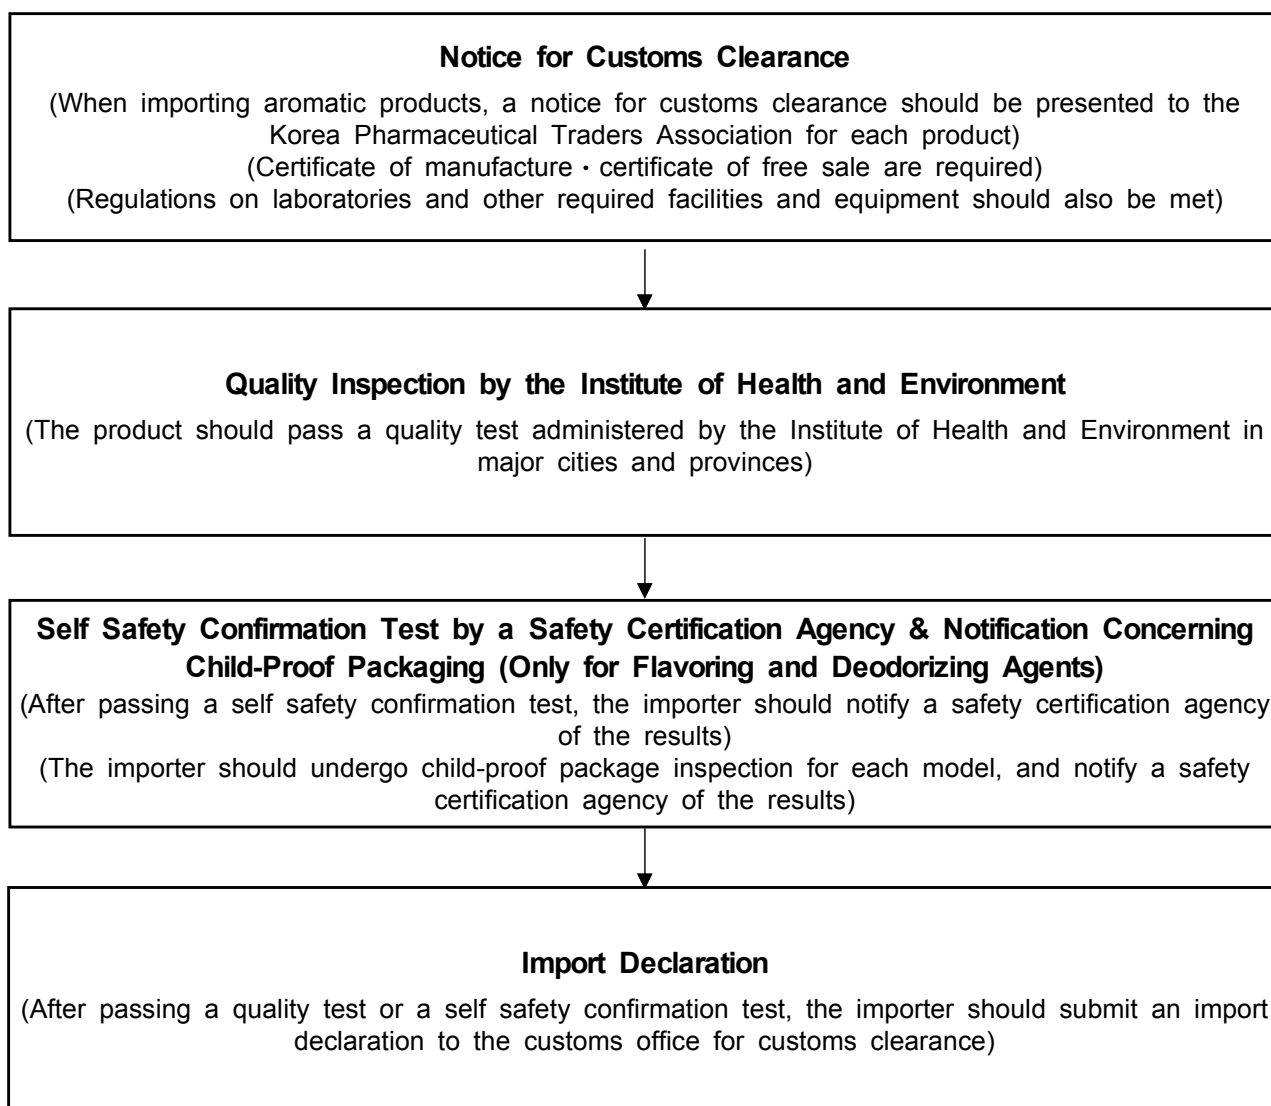 Notice for Customs Clearance
(When importing aromatic products, a notice for customs clearance should be presented to the
Korea Pharmaceutical Traders Association for each product)
(Certificate of manufacture · certificate of free sale are required)
(Regulations on laboratories and other required facilities and equipment should also be met)
Quality Inspection by the Institute of Health and Environment
(The product should pass a quality test administered by the Institute of Health and Environment in
major cities and provinces)
Self Safety Confirmation Test by a Safety Certification Agency & Notification Concerning
Child-Proof Packaging (Only for Flavoring and Deodorizing Agents)
(After passing a self safety confirmation test, the importer should notify a safety certification agency
of the results)
(The importer should undergo child-proof package inspection for each model, and notify a safety
certification agency of the results)
Import Declaration
(After passing a quality test or a self safety confirmation test, the importer should submit an import
declaration to the customs office for customs clearance)